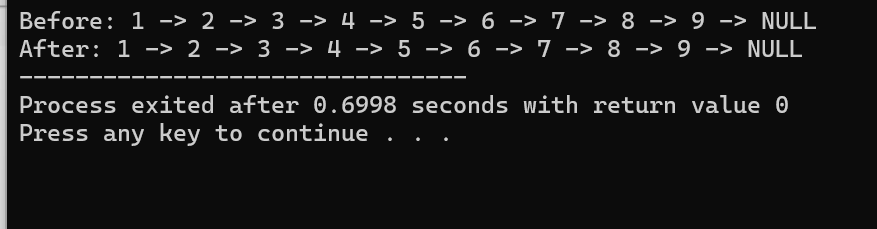 Before: 1 -> 2 -> 3 -> 4 -> 5 -> 6 -> 7 -> 8 -> 9 -> NULL
After: 1 -> 2 -> 3 -> 4 -> 5 -> 6 -> 7 -> 8 -> 9 -> NULL
--------------------------------
Process exited after 0.6998 seconds with return value 0
Press any key to continue . . .